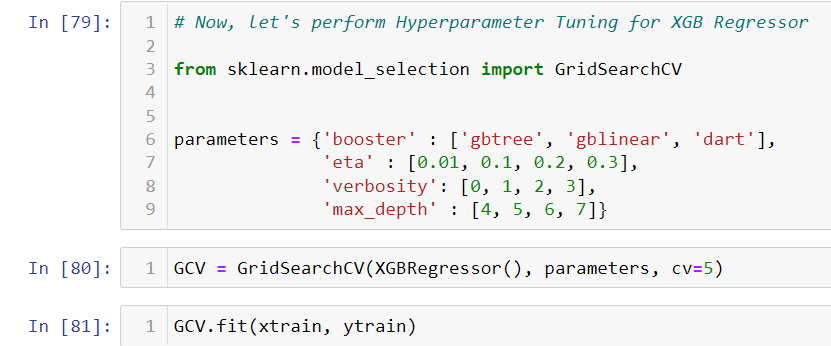 In [79]:
1 # Now, let's perform Hyperparameter Tuning for XGB Regressor
2
3 from sklearn.model_selection import GridSearchCV
4
5
6 parameters = {'booster' : ['gbtree', 'gblinear', 'dart'],
7 'eta' : [0.01, 0.1, 0.2, 0.3],
8 'verbosity': [0, 1, 2, 3],
9 'max_depth' : [4, 5, 6, 7]}
In [80]:
1 GCV = GridSearchCV(XGBRegressor(), parameters, cv=5)
In [81]:
1 GCV.fit(xtrain, ytrain)